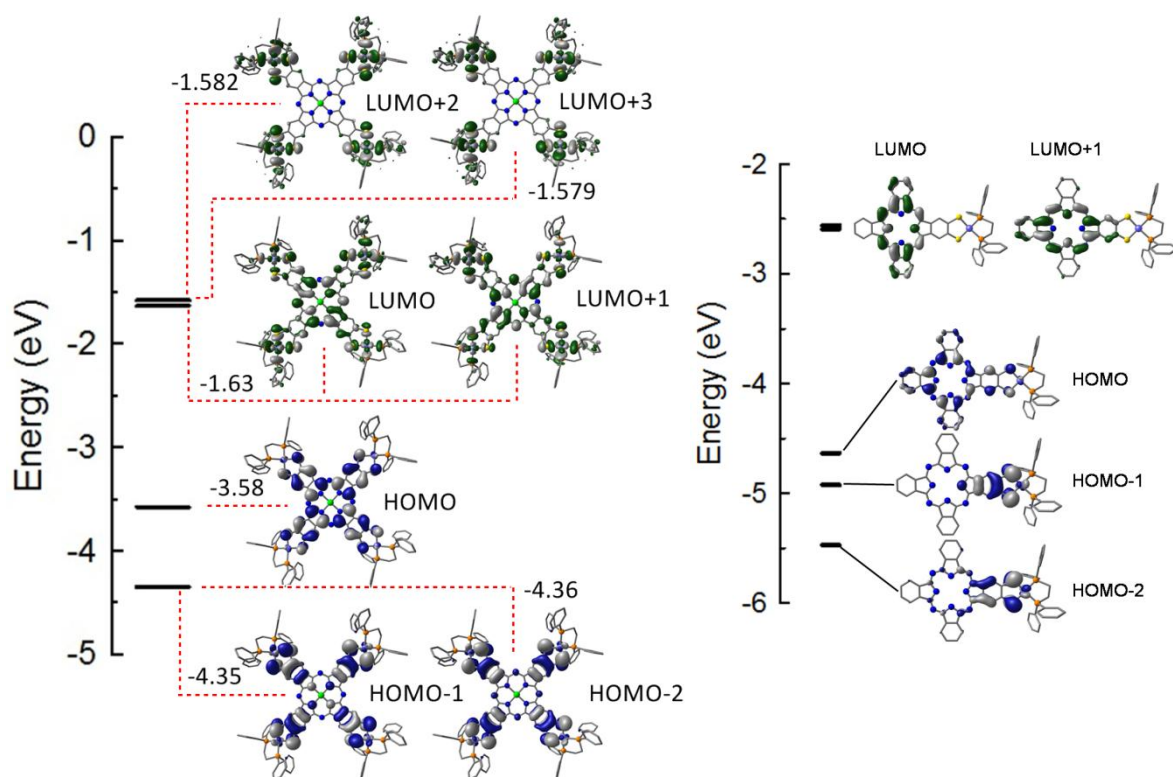 -1.582
LUMO+2
LUMO+3
0
-1.579
-1
LUMO
LUMO+1
-2
-1.63
-3
-3.58
HOMO
-4
-4.36
-5
-4.35
HOMO-1
HOMO-2
Energy (eV)
LUMO
LUMO+1
-2
-3
HOMO
-4
HOMO-1
-5
HOMO-2
-6
Energy (eV)